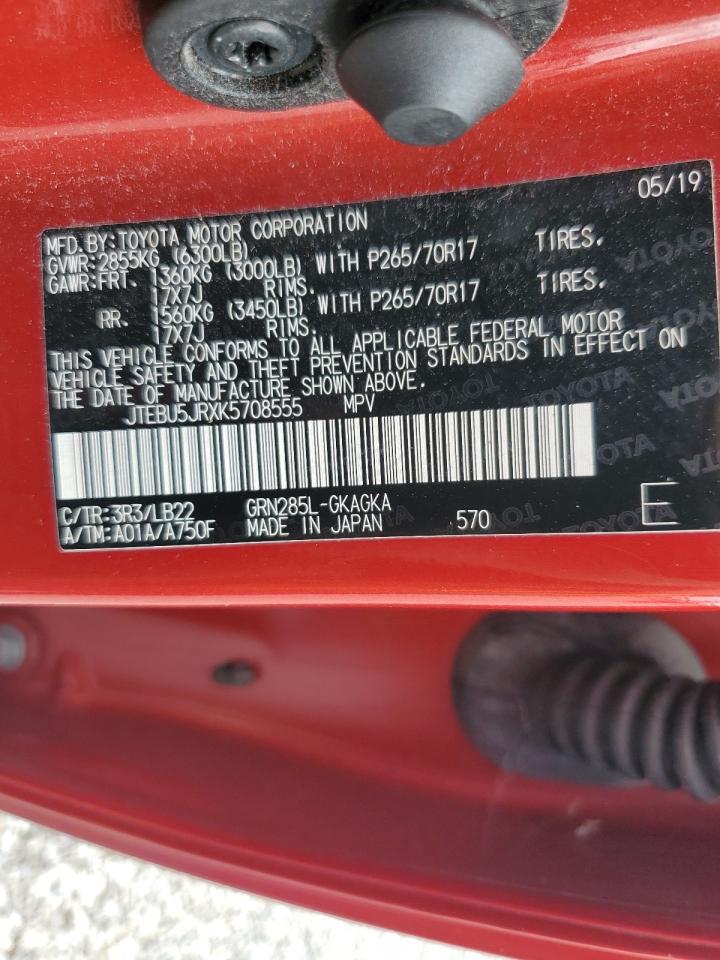 05/19
MFD. BY: TOYOTA MOTOR CORPORATION
GVWR: 2855KG (6300LB)
GAWR: FRT. 1360KG (3000LB) WITH P265/70R17 TIRES.
17X7J RIMS.
RR. 1560KG (3450LB) WITH P265/70R17 TIRES.
17X7J RIMS.
THIS VEHICLE CONFORMS TO ALL APPLICABLE FEDERAL MOTOR
VEHICLE SAFETY AND THEFT PREVENTION STANDARDS IN EFFECT ON
THE DATE OF MANUFACTURE SHOWN ABOVE.
JTEBU5JRXK5708555 MPV
C/TR: 3R3/LB22 GRN285L-GKAGKA
A/TM: A01A/A750F MADE IN JAPAN 570 E